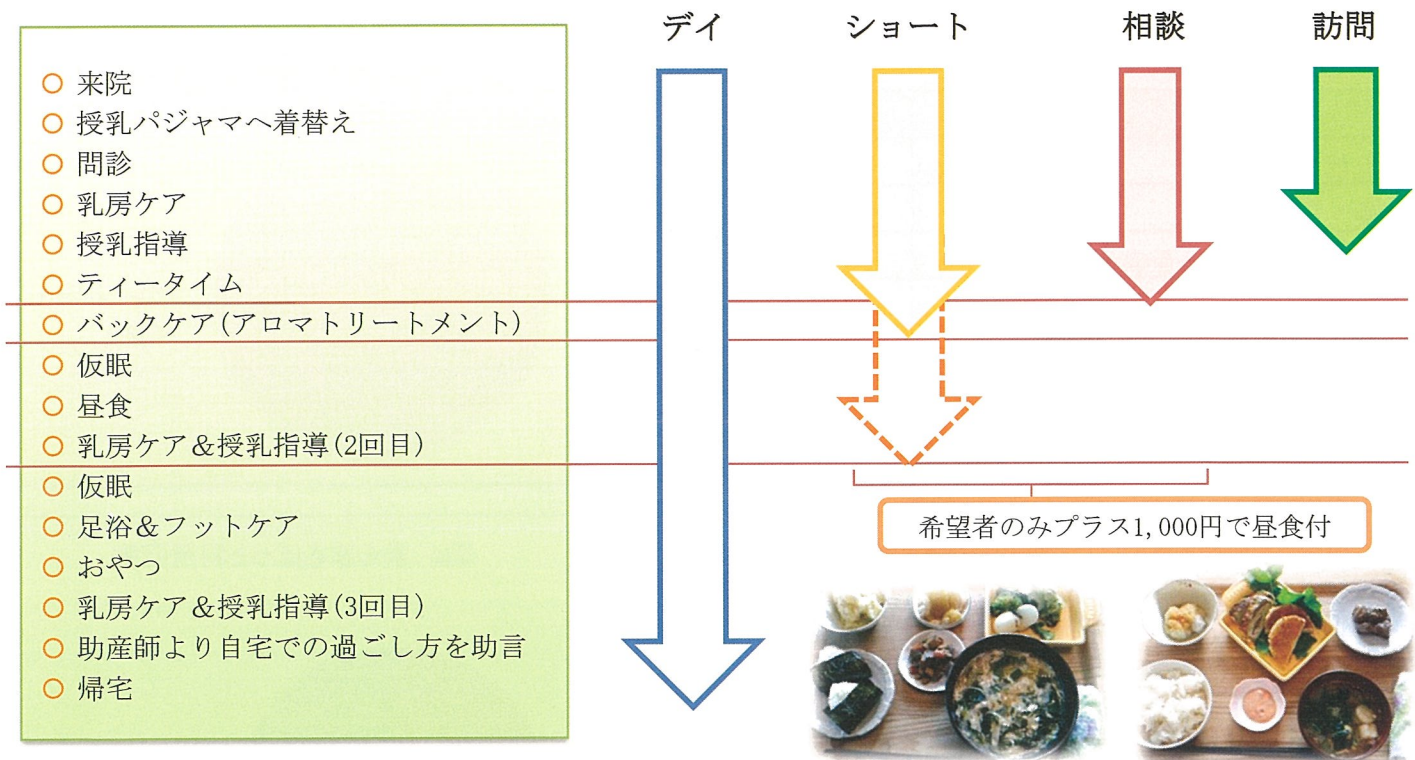 デイ
ショート
相談
訪問
来院
授乳パジャマへ着替え
問診
乳房ケア
授乳指導
ティータイム
バックケア(アロマトリートメント)
仮眠
昼食
乳房ケア&授乳指導(2回目)
仮眠
足浴&フットケア
おやつ
乳房ケア&授乳指導(3回目)
助産師より自宅での過ごし方を助言
帰宅
希望者のみプラス1,000円で昼食付